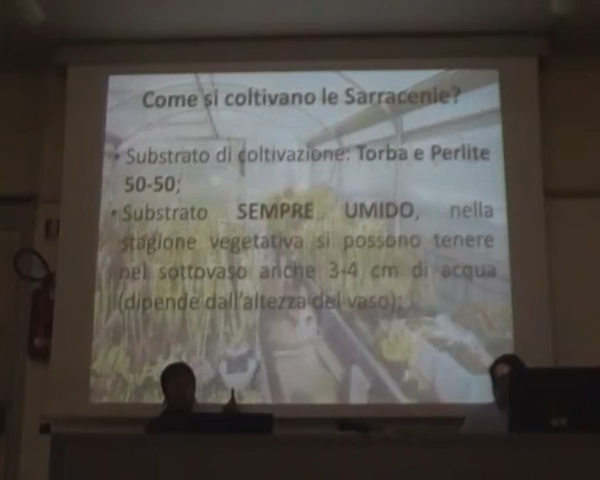 Come si coltivano le Sarracenie?
• Substrato di coltivazione: Torba e Perlite
50-50;
• Substrato SEMPRE UMIDO, nella
stagione vegetativa si possono tenere
nel sottovaso anche 3-4 cm di acqua
(dipende dall'altezza del vaso);